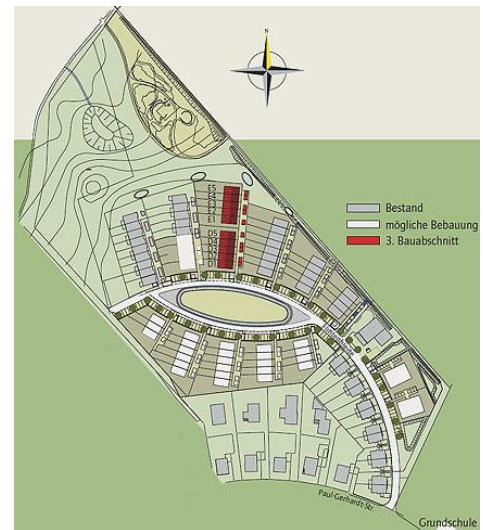 N
E5
E4
E3
E2
E1
D5
D4
D3
D2
D1
Bestand
mögliche Bebauung
3. Bauabschnitt
Paul-Gerhardt-Str.
Grundschule